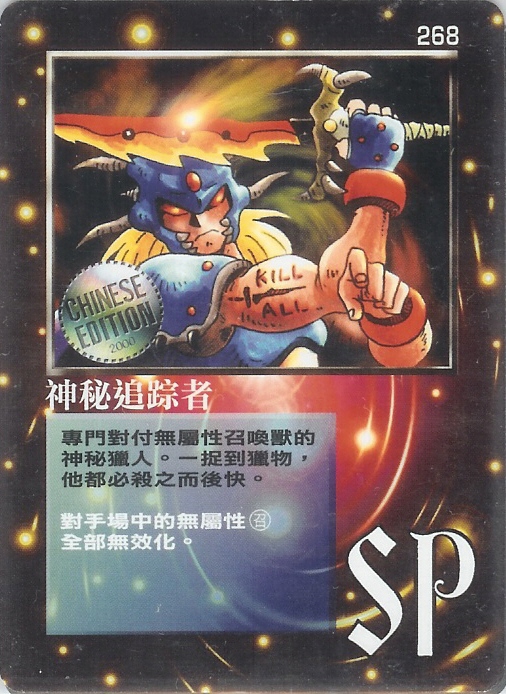 268
KILL
ALL
CHINESE
EDITION
2000
神秘追踪者
專門對付無屬性召喚獸的
神秘獵人。一捉到獵物，
他都必殺之而後快。
對手場中的無屬性㊉召
全部無效化。
SP